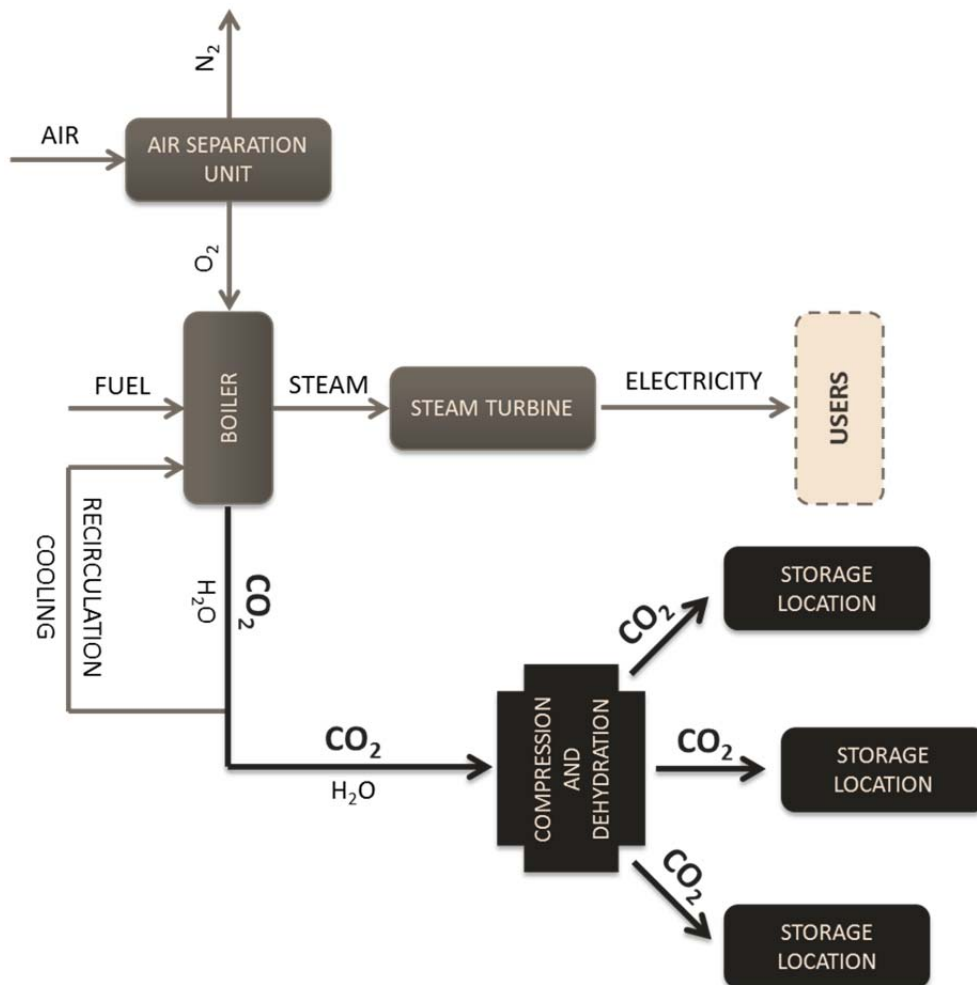 N₂
AIR
AIR SEPARATION
UNIT
O₂
FUEL
BOILER
STEAM
STEAM TURBINE
ELECTRICITY
USERS
COOLING
RECIRCULATION
H₂O
CO₂
CO₂
H₂O
COMPRESSION
AND
DEHYDRATION
CO₂
STORAGE
LOCATION
CO₂
STORAGE
LOCATION
CO₂
STORAGE
LOCATION